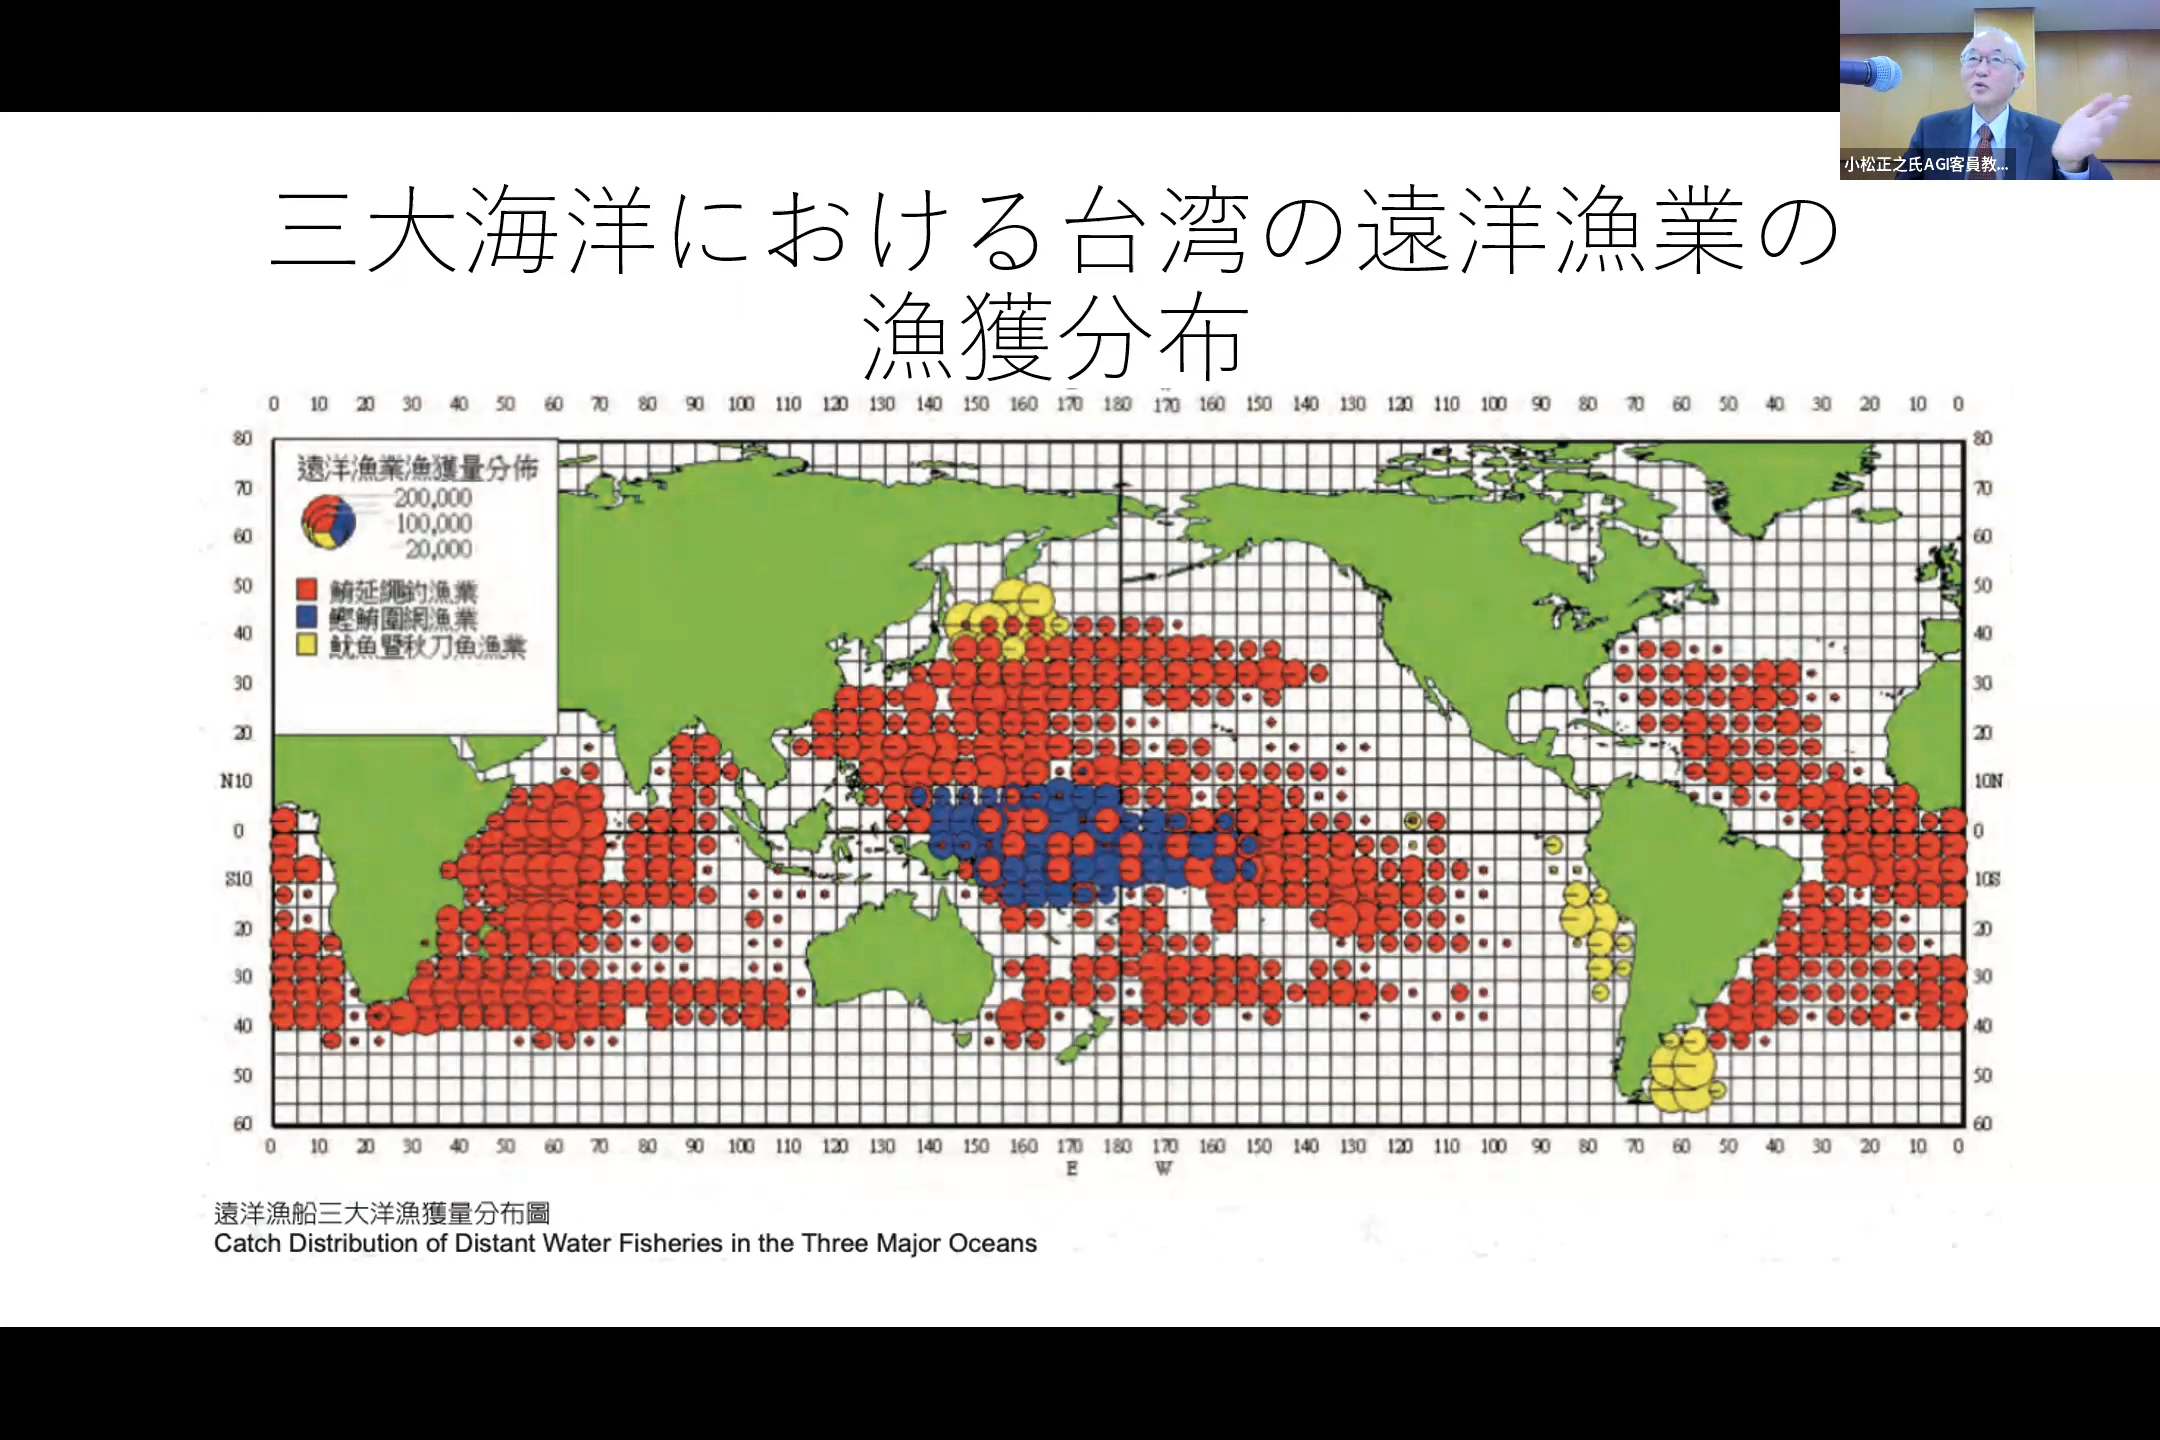 小松正之氏AGI客員教...
三大海洋における台湾の遠洋漁業の
漁獲分布
0 10 20 30 40 50 60 70 80 90 100 110 120 130 140 150 160 170 180 170 160 150 140 130 120 110 100 90 80 70 60 50 40 30 20 10 0
80 80
遠洋漁業漁獲量分佈
200,000
100,000
20,000
鮪延繩釣漁業
鰹鮪圍網漁業
魷魚暨秋刀魚漁業
70 70
60 60
50 50
40 40
30 30
20 20
N10 10N
0 0
S10 10S
20 20
30 30
40 40
50 50
60 60
0 10 20 30 40 50 60 70 80 90 100 110 120 130 140 150 160 170 180 170 160 150 140 130 120 110 100 90 80 70 60 50 40 30 20 10 0
E W
遠洋漁船三大洋漁獲量分布圖
Catch Distribution of Distant Water Fisheries in the Three Major Oceans